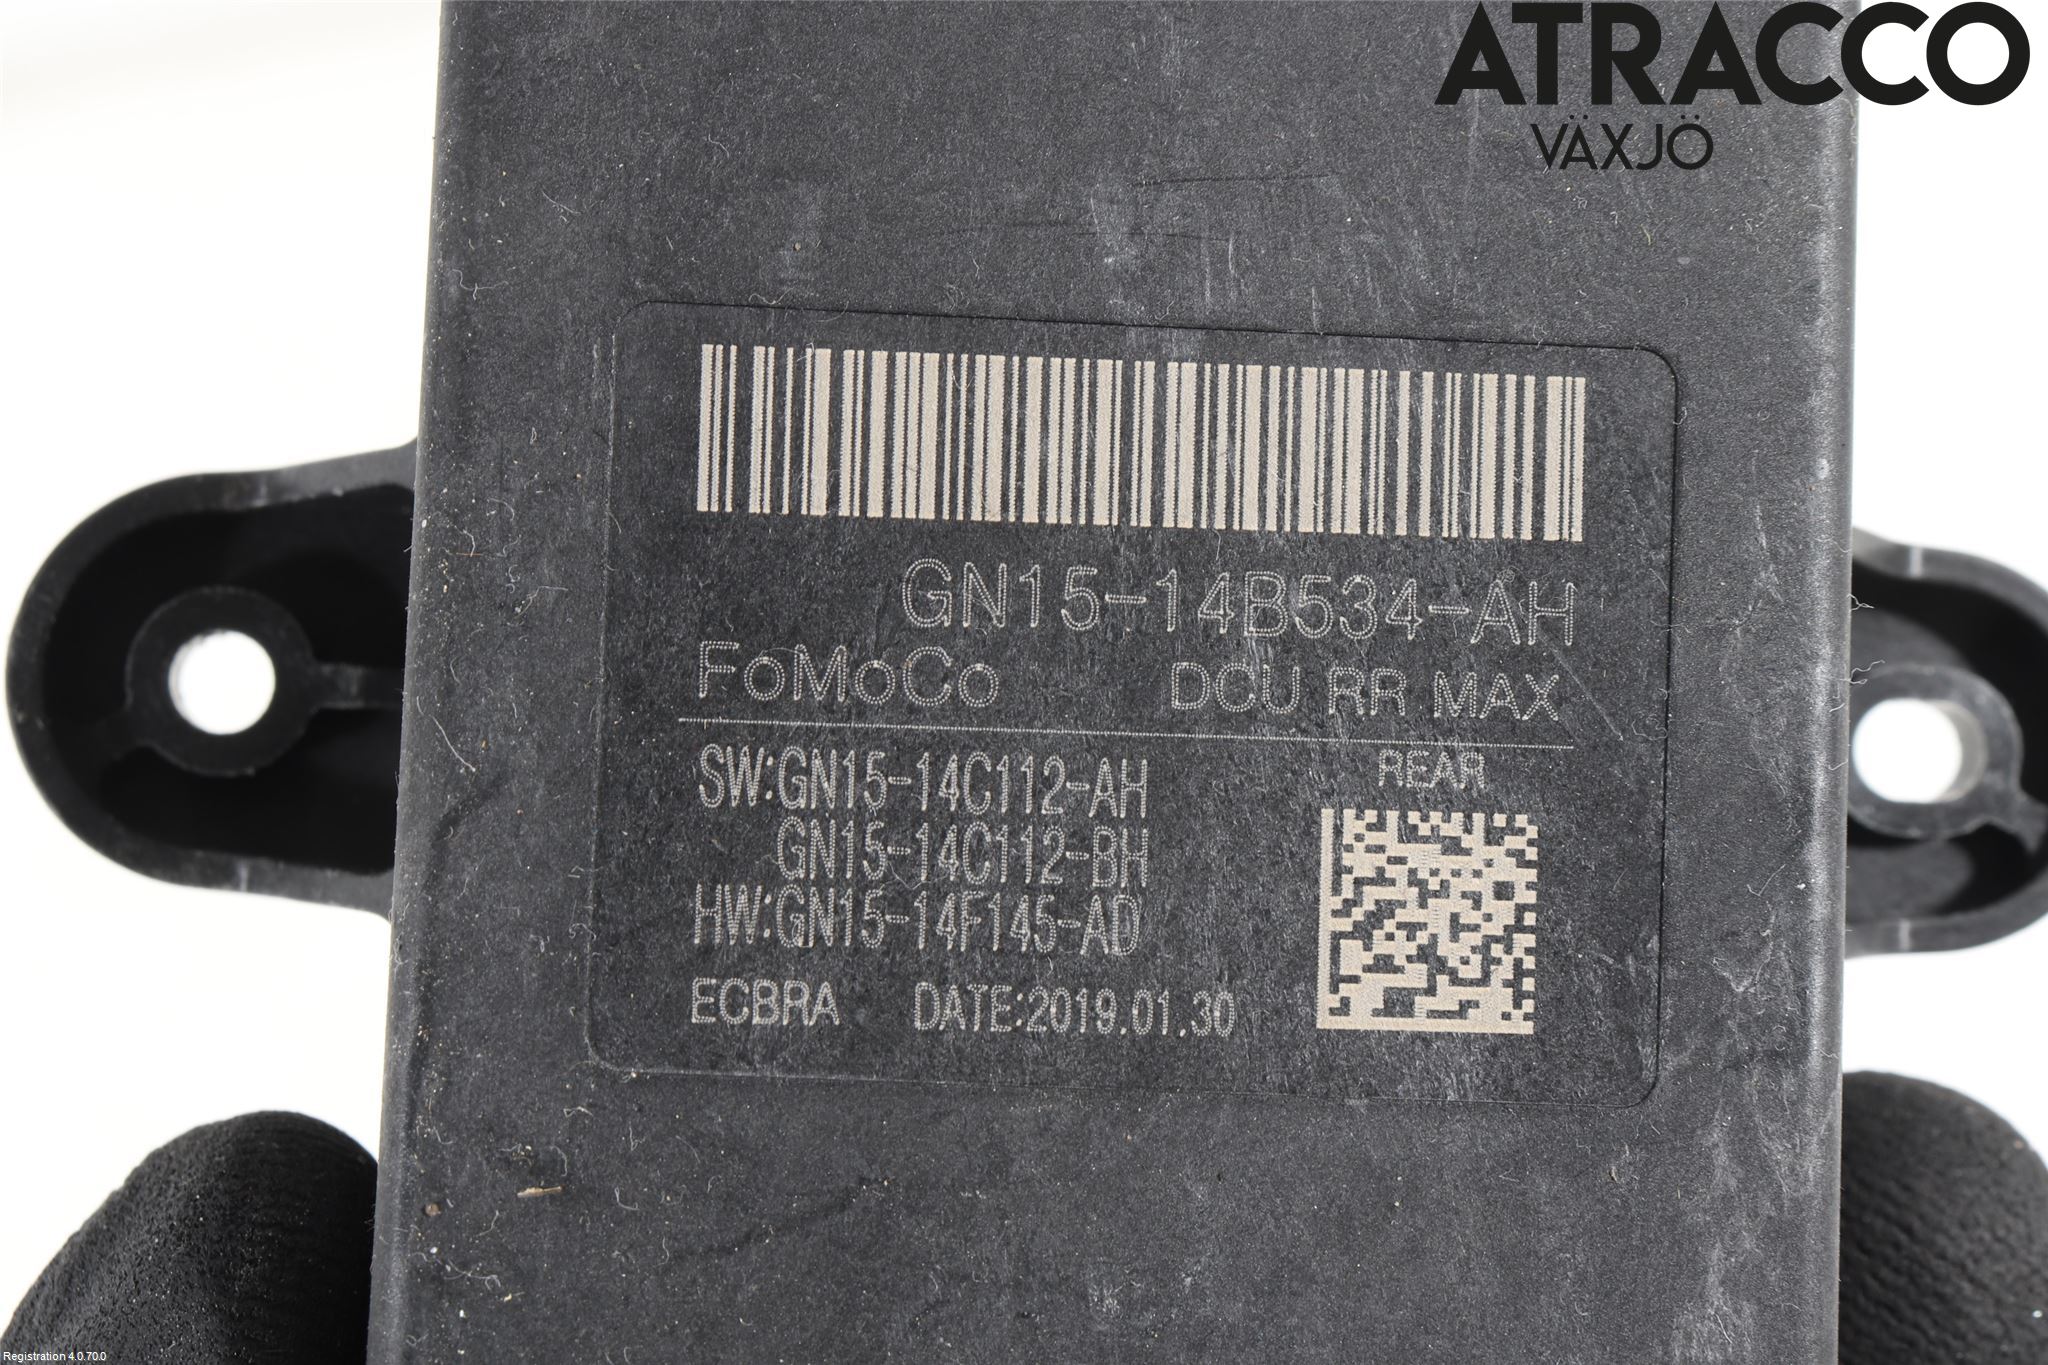 ATRACCO
VÄXJÖ
GN15-14B534-AH
FoMoCo DCU RR MAX
SW:GN15-14C112-AH REAR
GN15-14C112-BH
HW:GN15-14F145-AD
ECBRA DATE:2019.01.30
Registration 4.0.70.0